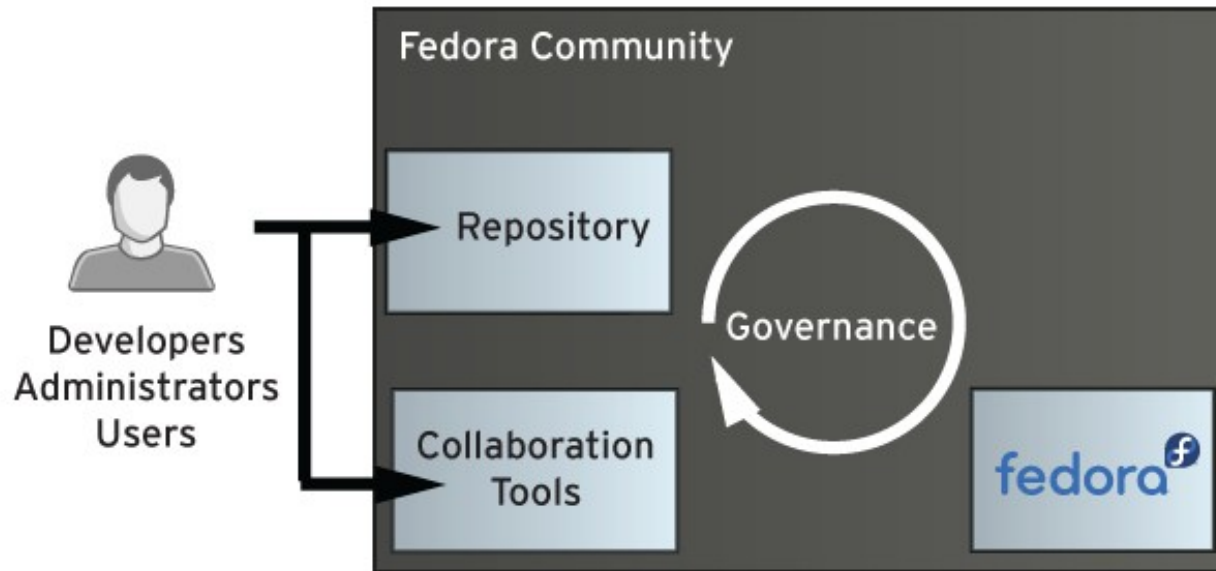 Fedora Community
Repository
Governance
Developers
Administrators
Users
Collaboration
Tools
fedora